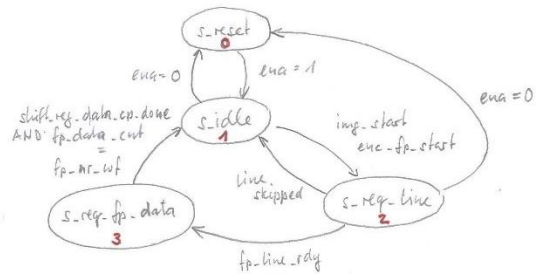 s_reset
0
ena = 0
ena = 1
ena = 0
shift_reg_data_cp_done
AND fp_data_cnt
=
fp_nr_wf
s_idle
1
img_start
enc_fp_start
line_
skipped
s_req_line
2
s_req_fp_data
3
fp_line_rdy